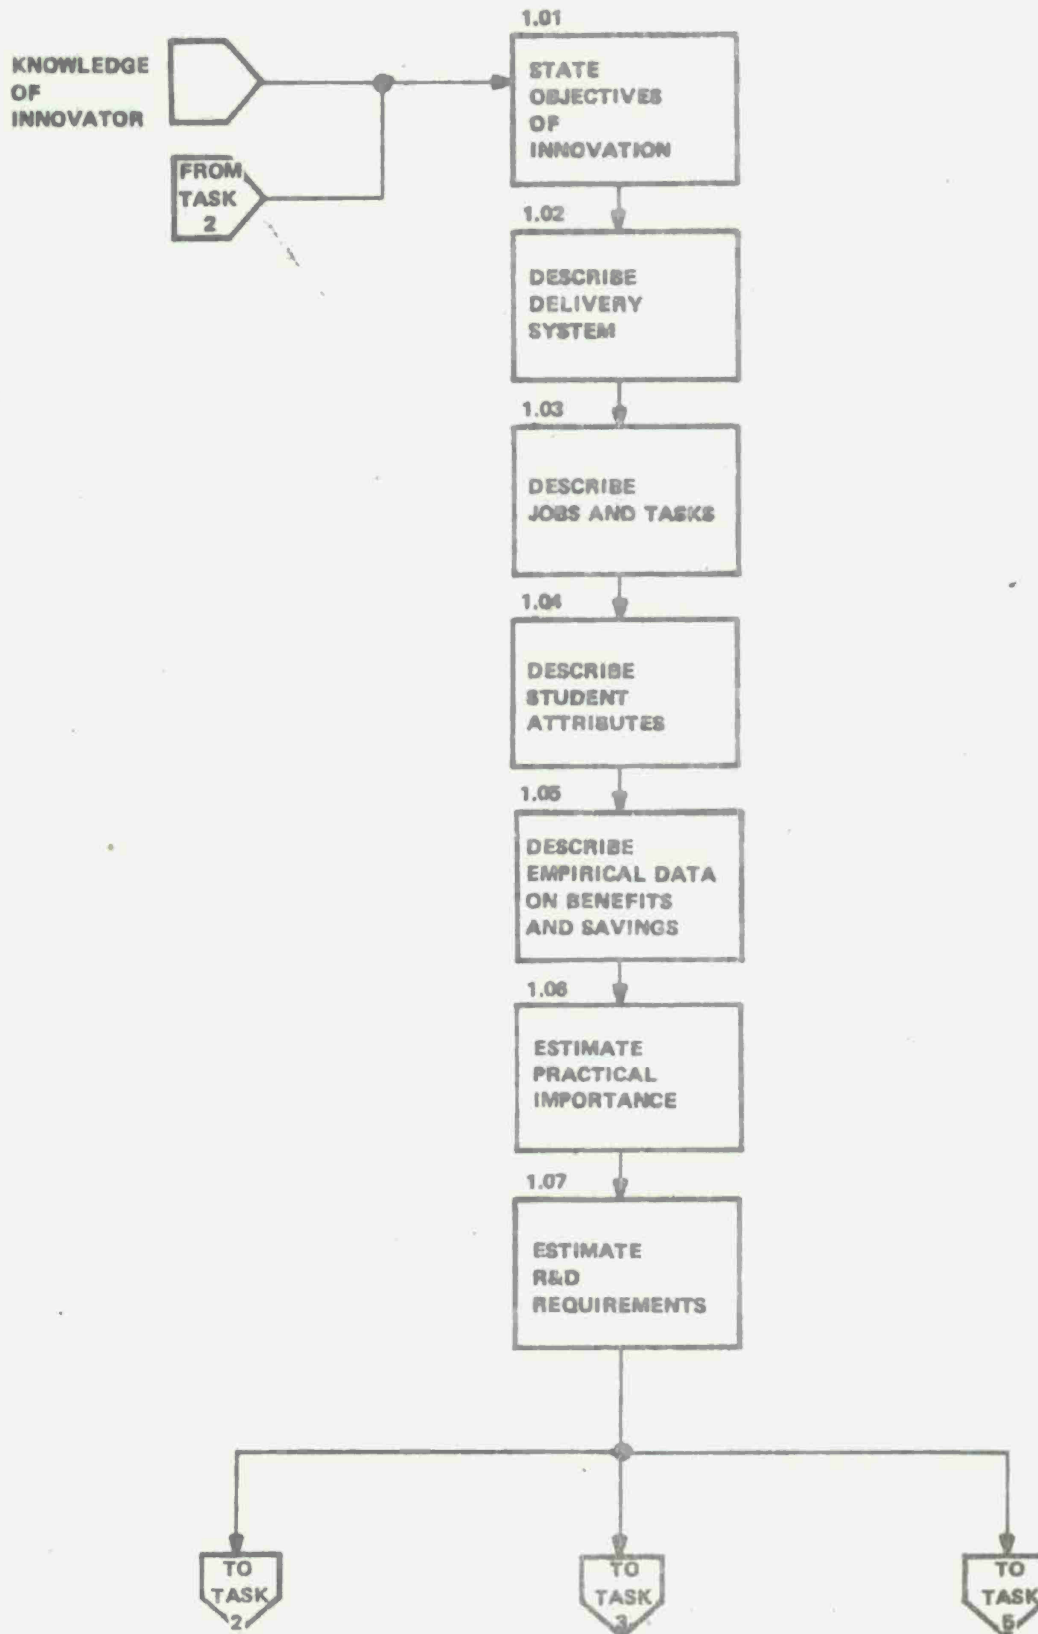 KNOWLEDGE
OF
INNOVATOR
FROM
TASK
2
1.01
STATE
OBJECTIVES
OF
INNOVATION
1.02
DESCRIBE
DELIVERY
SYSTEM
1.03
DESCRIBE
JOBS AND TASKS
1.04
DESCRIBE
STUDENT
ATTRIBUTES
1.05
DESCRIBE
EMPIRICAL DATA
ON BENEFITS
AND SAVINGS
1.06
ESTIMATE
PRACTICAL
IMPORTANCE
1.07
ESTIMATE
R&D
REQUIREMENTS
TO
TASK
2
TO
TASK
3
TO
TASK
5